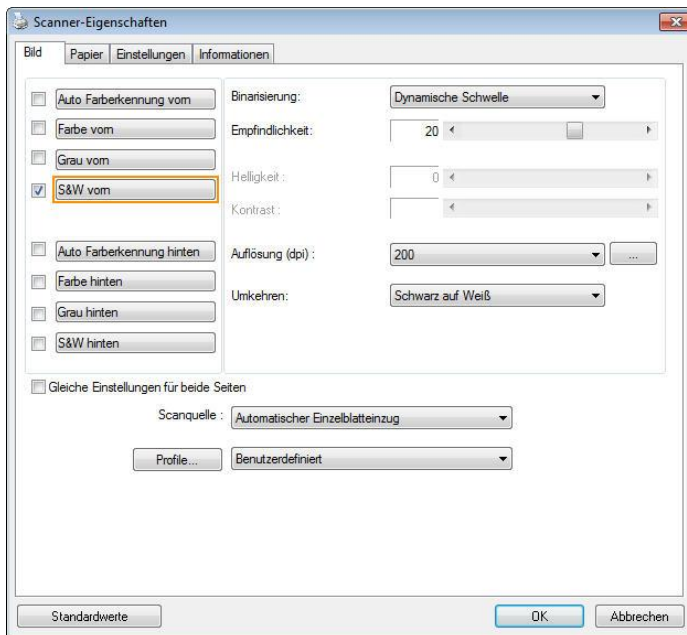 Scanner-Eigenschaften
Bild Papier Einstellungen Informationen
Auto Farberkennung vorn
Farbe vorn
Grau vorn
S&W vorn
Auto Farberkennung hinten
Farbe hinten
Grau hinten
S&W hinten
Binarisierung: Dynamische Schwelle
Empfindlichkeit: 20
Helligkeit : 0
Kontrast :
Auflösung (dpi) : 200 ...
Umkehren: Schwarz auf Weiß
Gleiche Einstellungen für beide Seiten
Scanquelle : Automatischer Einzelblatteinzug
Profile... Benutzerdefiniert
Standardwerte OK Abbrechen